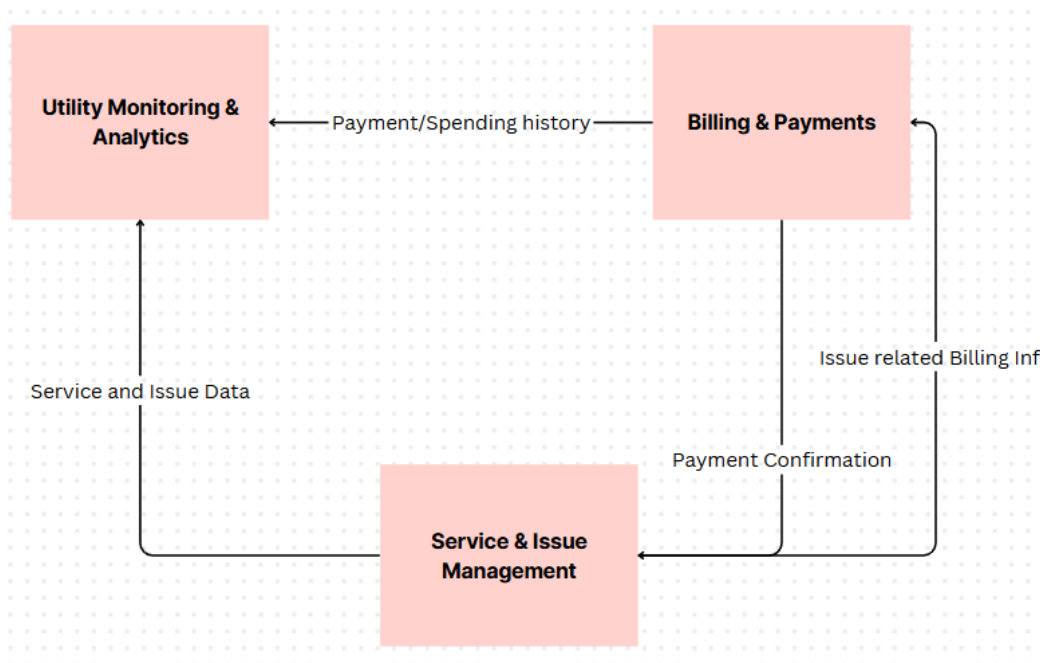 Utility Monitoring &
Analytics
Payment/Spending history
Billing & Payments
Issue related Billing Inf
Service and Issue Data
Payment Confirmation
Service & Issue
Management